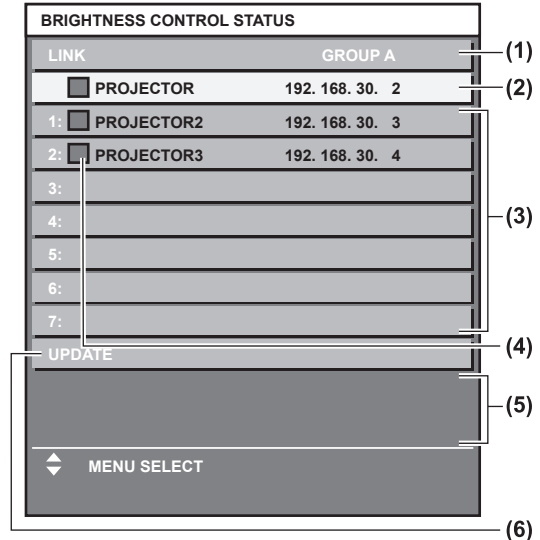 BRIGHTNESS CONTROL STATUS
LINK GROUP A (1)
PROJECTOR 192. 168. 30. 2 (2)
1: PROJECTOR2 192. 168. 30. 3
2: PROJECTOR3 192. 168. 30. 4
3:
4: (3)
5:
6:
7:
(4)
UPDATE
(5)
MENU SELECT
(6)